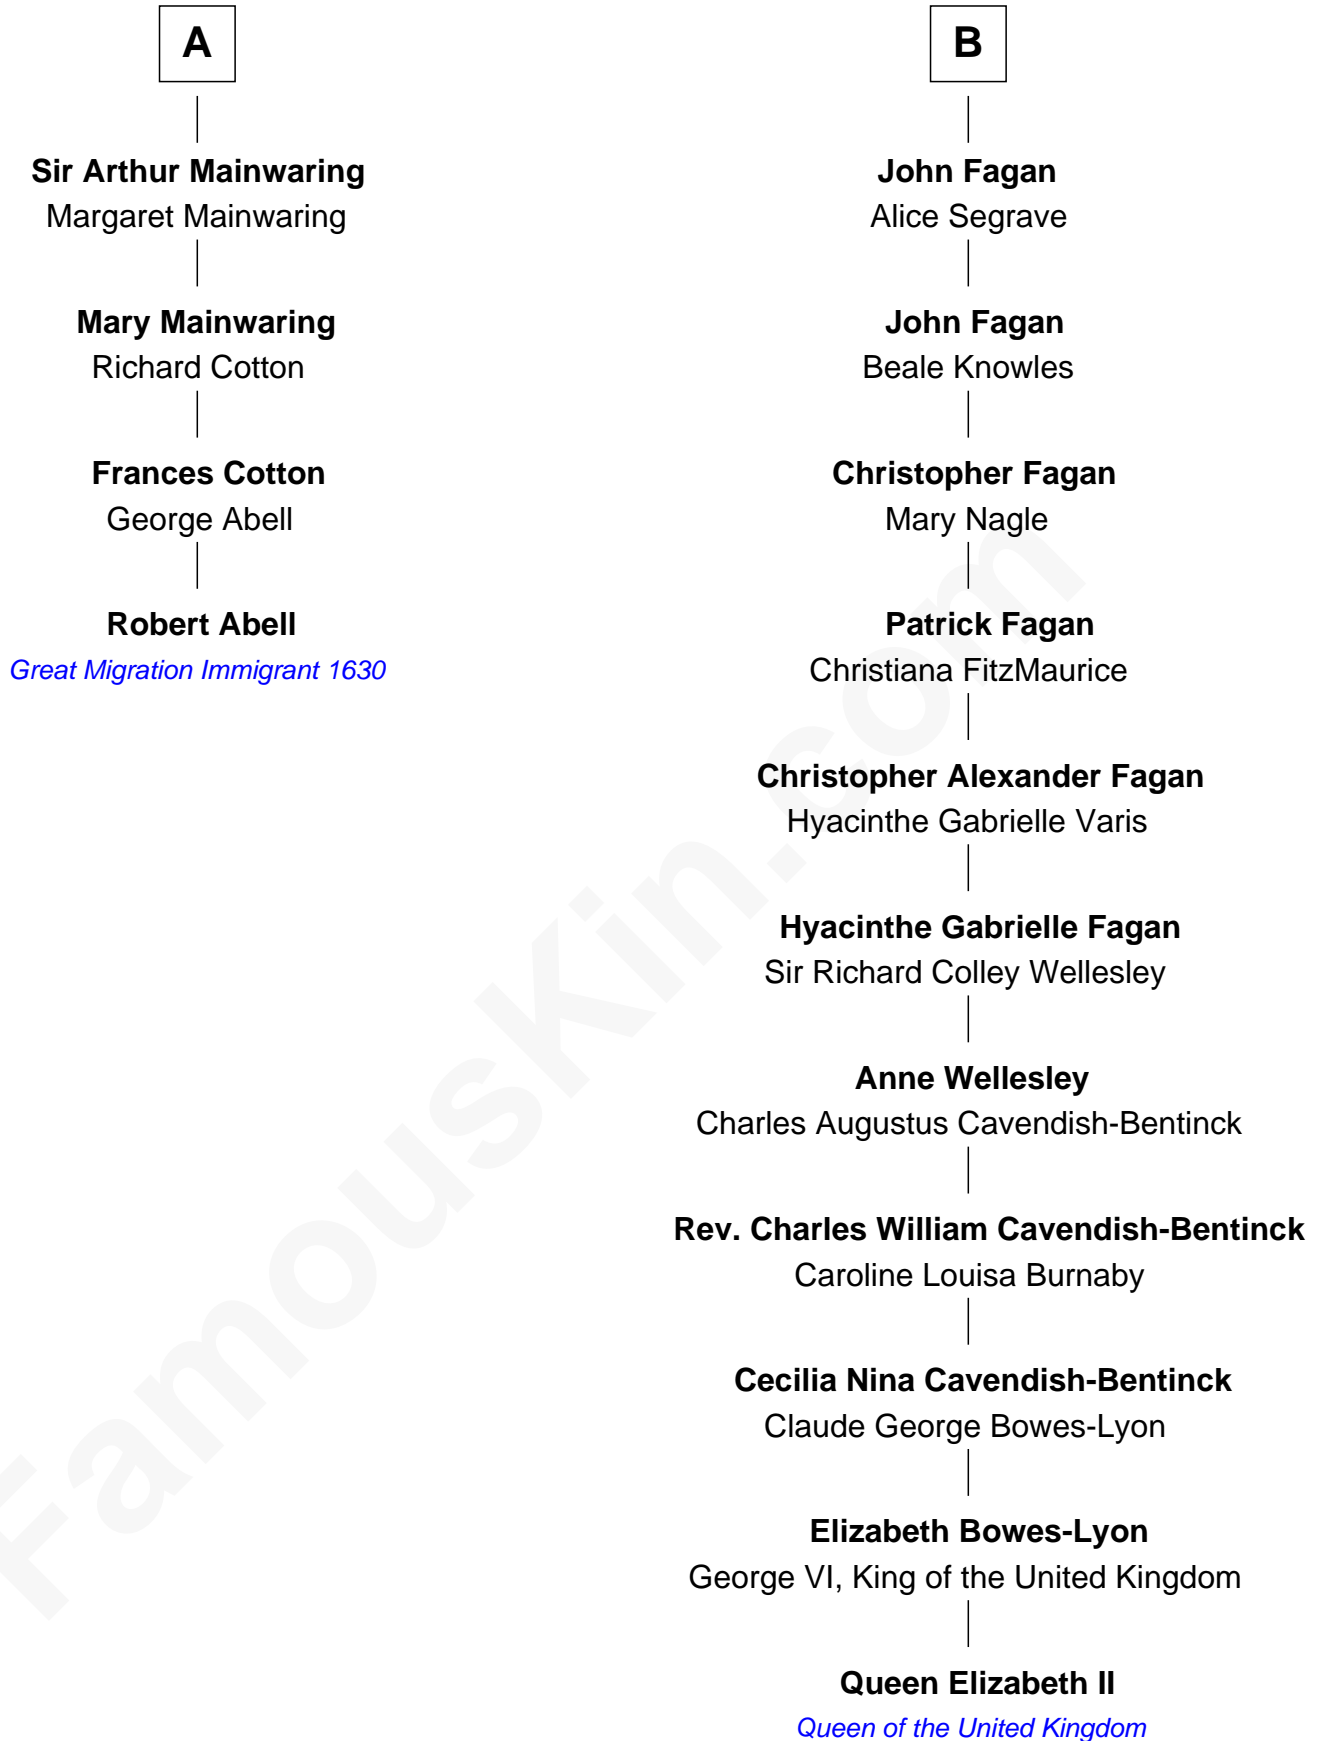 A
Sir Arthur Mainwaring
Margaret Mainwaring
Mary Mainwaring
Richard Cotton
Frances Cotton
George Abell
Robert Abell
Great Migration Immigrant 1630
B
John Fagan
Alice Segrave
John Fagan
Beale Knowles
Christopher Fagan
Mary Nagle
Patrick Fagan
Christiana FitzMaurice
Christopher Alexander Fagan
Hyacinthe Gabrielle Varis
Hyacinthe Gabrielle Fagan
Sir Richard Colley Wellesley
Anne Wellesley
Charles Augustus Cavendish-Bentinck
Rev. Charles William Cavendish-Bentinck
Caroline Louisa Burnaby
Cecilia Nina Cavendish-Bentinck
Claude George Bowes-Lyon
Elizabeth Bowes-Lyon
George VI, King of the United Kingdom
Queen Elizabeth II
Queen of the United Kingdom
FamousKin.com